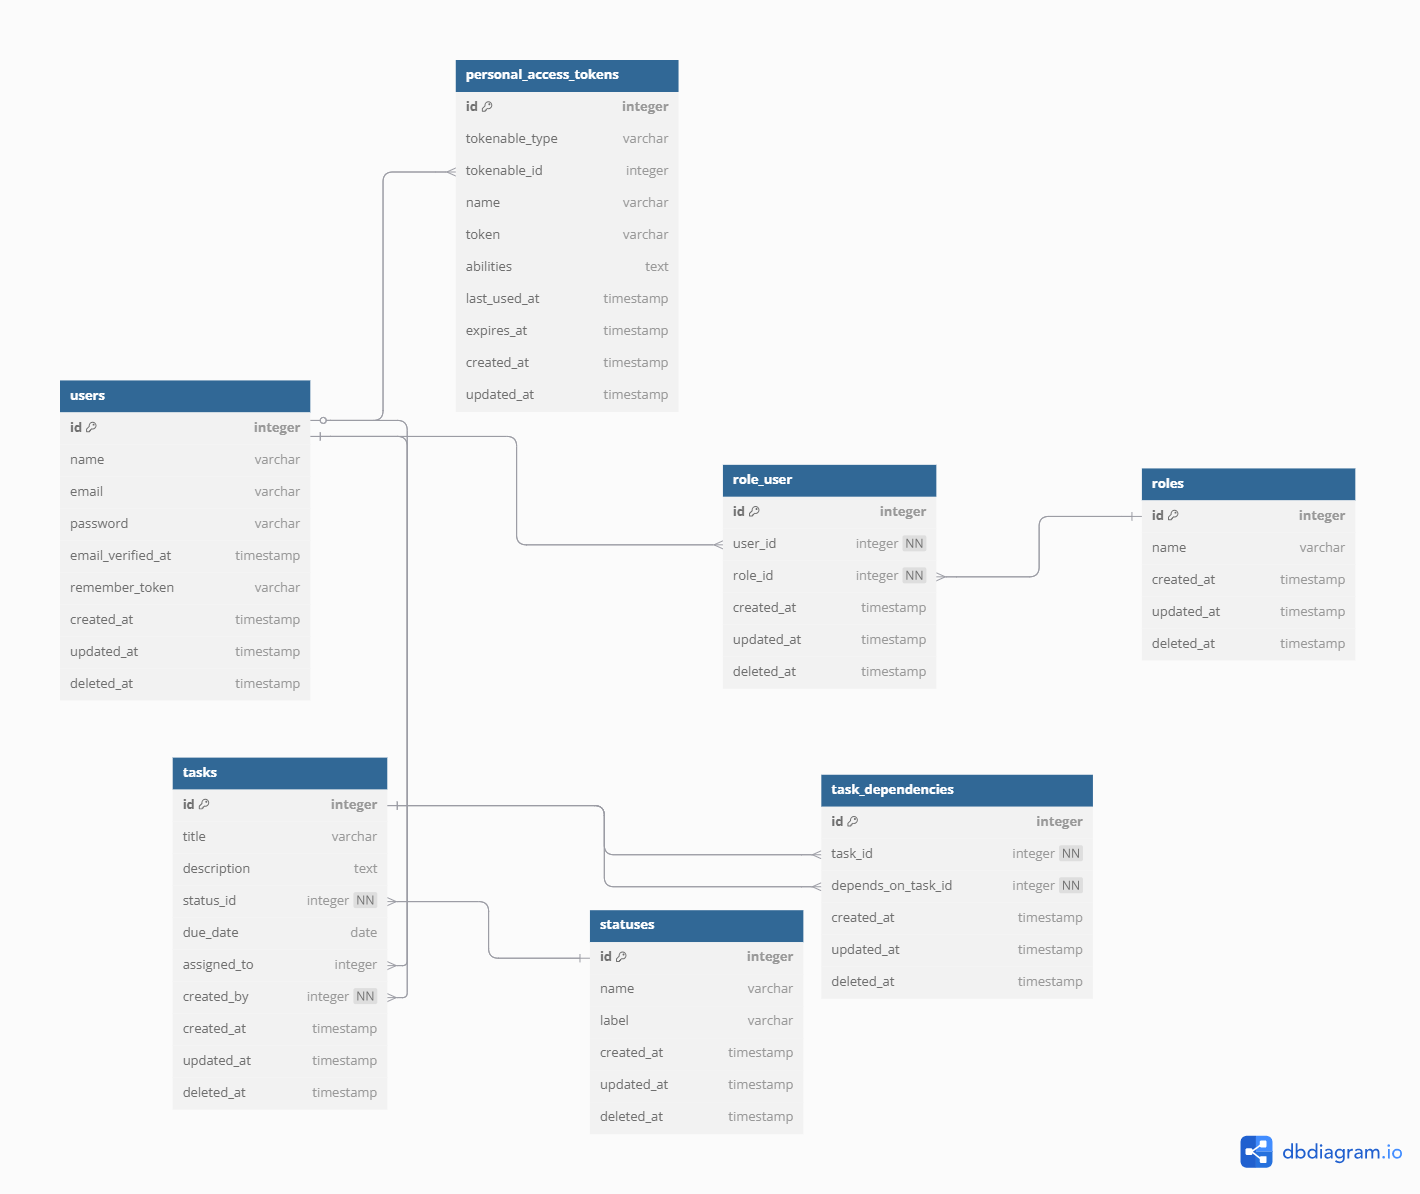 personal_access_tokens
id integer
tokenable_type varchar
tokenable_id integer
name varchar
token varchar
abilities text
last_used_at timestamp
expires_at timestamp
created_at timestamp
updated_at timestamp
users
id integer
name varchar
email varchar
password varchar
email_verified_at timestamp
remember_token varchar
created_at timestamp
updated_at timestamp
deleted_at timestamp
role_user
id integer
user_id integer NN
role_id integer NN
created_at timestamp
updated_at timestamp
deleted_at timestamp
roles
id integer
name varchar
created_at timestamp
updated_at timestamp
deleted_at timestamp
tasks
id integer
title varchar
description text
status_id integer NN
due_date date
assigned_to integer
created_by integer NN
created_at timestamp
updated_at timestamp
deleted_at timestamp
task_dependencies
id integer
task_id integer NN
depends_on_task_id integer NN
created_at timestamp
updated_at timestamp
deleted_at timestamp
statuses
id integer
name varchar
label varchar
created_at timestamp
updated_at timestamp
deleted_at timestamp
dbdiagram.io